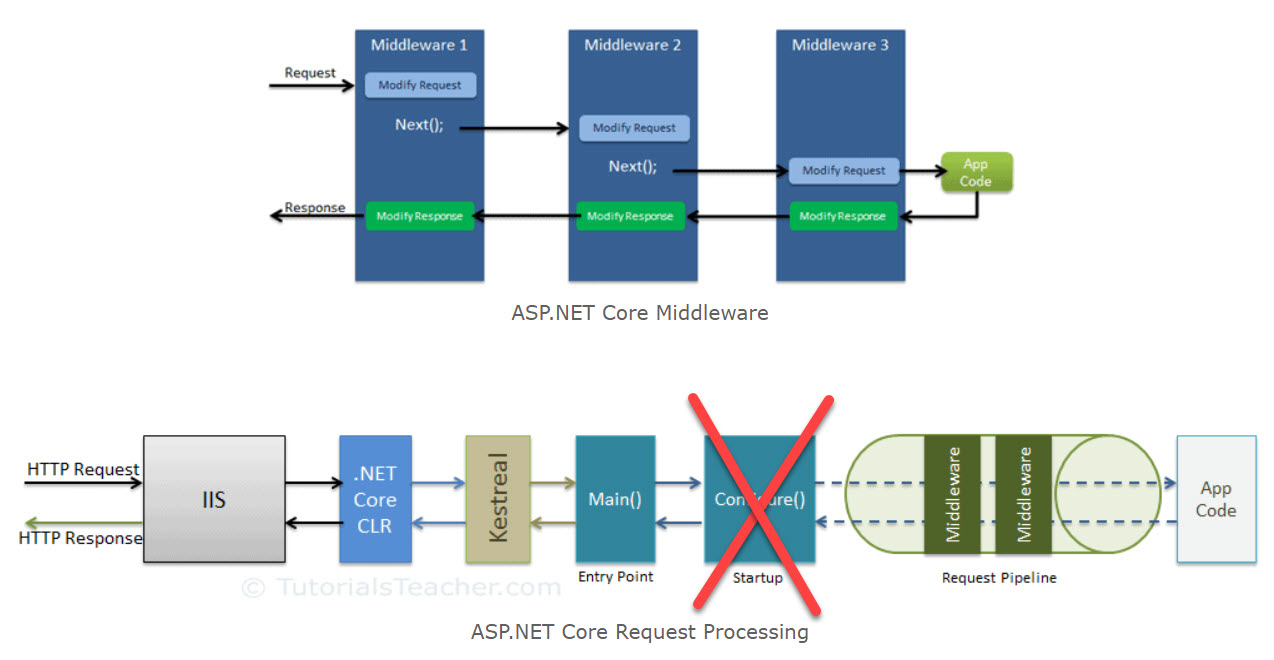 Middleware 1
Middleware 2
Middleware 3
Request
Modify Request
Next();
Modify Request
Next();
Modify Request
App
Code
Response
Modify Response
Modify Response
Modify Response
ASP.NET Core Middleware
HTTP Request
HTTP Response
IIS
.NET
Core
CLR
Kestreal
Main()
Entry Point
Configure()
Startup
Middleware
Middleware
Request Pipeline
App
Code
© TutorialsTeacher.com
ASP.NET Core Request Processing